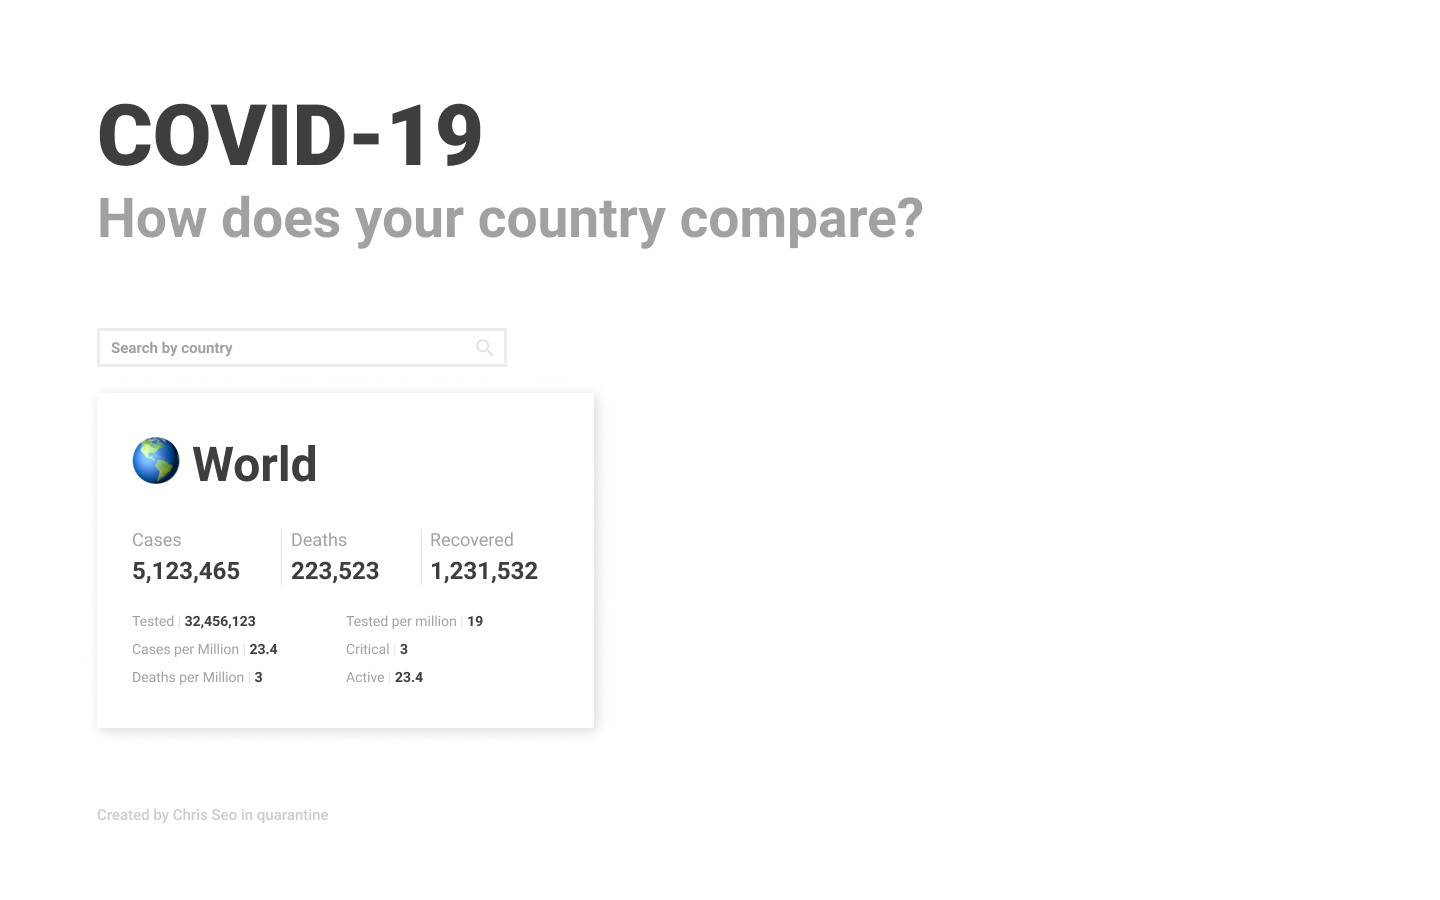 COVID-19
How does your country compare?
Search by country
World
Cases Deaths Recovered
5,123,465 223,523 1,231,532
Tested | 32,456,123 Tested per million | 19
Cases per Million | 23.4 Critical | 3
Deaths per Million | 3 Active | 23.4
Created by Chris Seo in quarantine